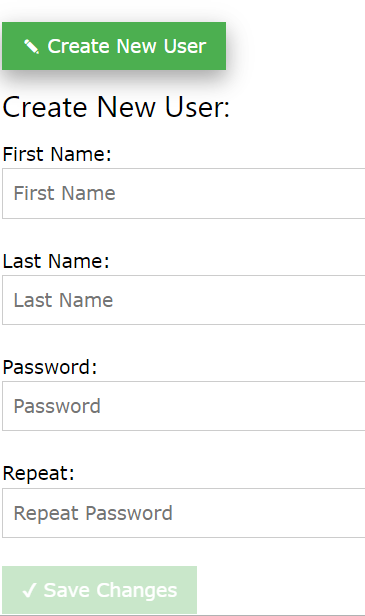 ✎ Create New User
Create New User:
First Name:
First Name
Last Name:
Last Name
Password:
Password
Repeat:
Repeat Password
✓ Save Changes